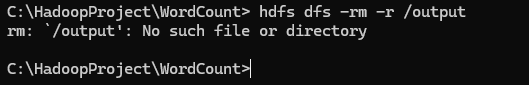 C:\HadoopProject\WordCount> hdfs dfs -rm -r /output
rm: `/output': No such file or directory
C:\HadoopProject\WordCount>